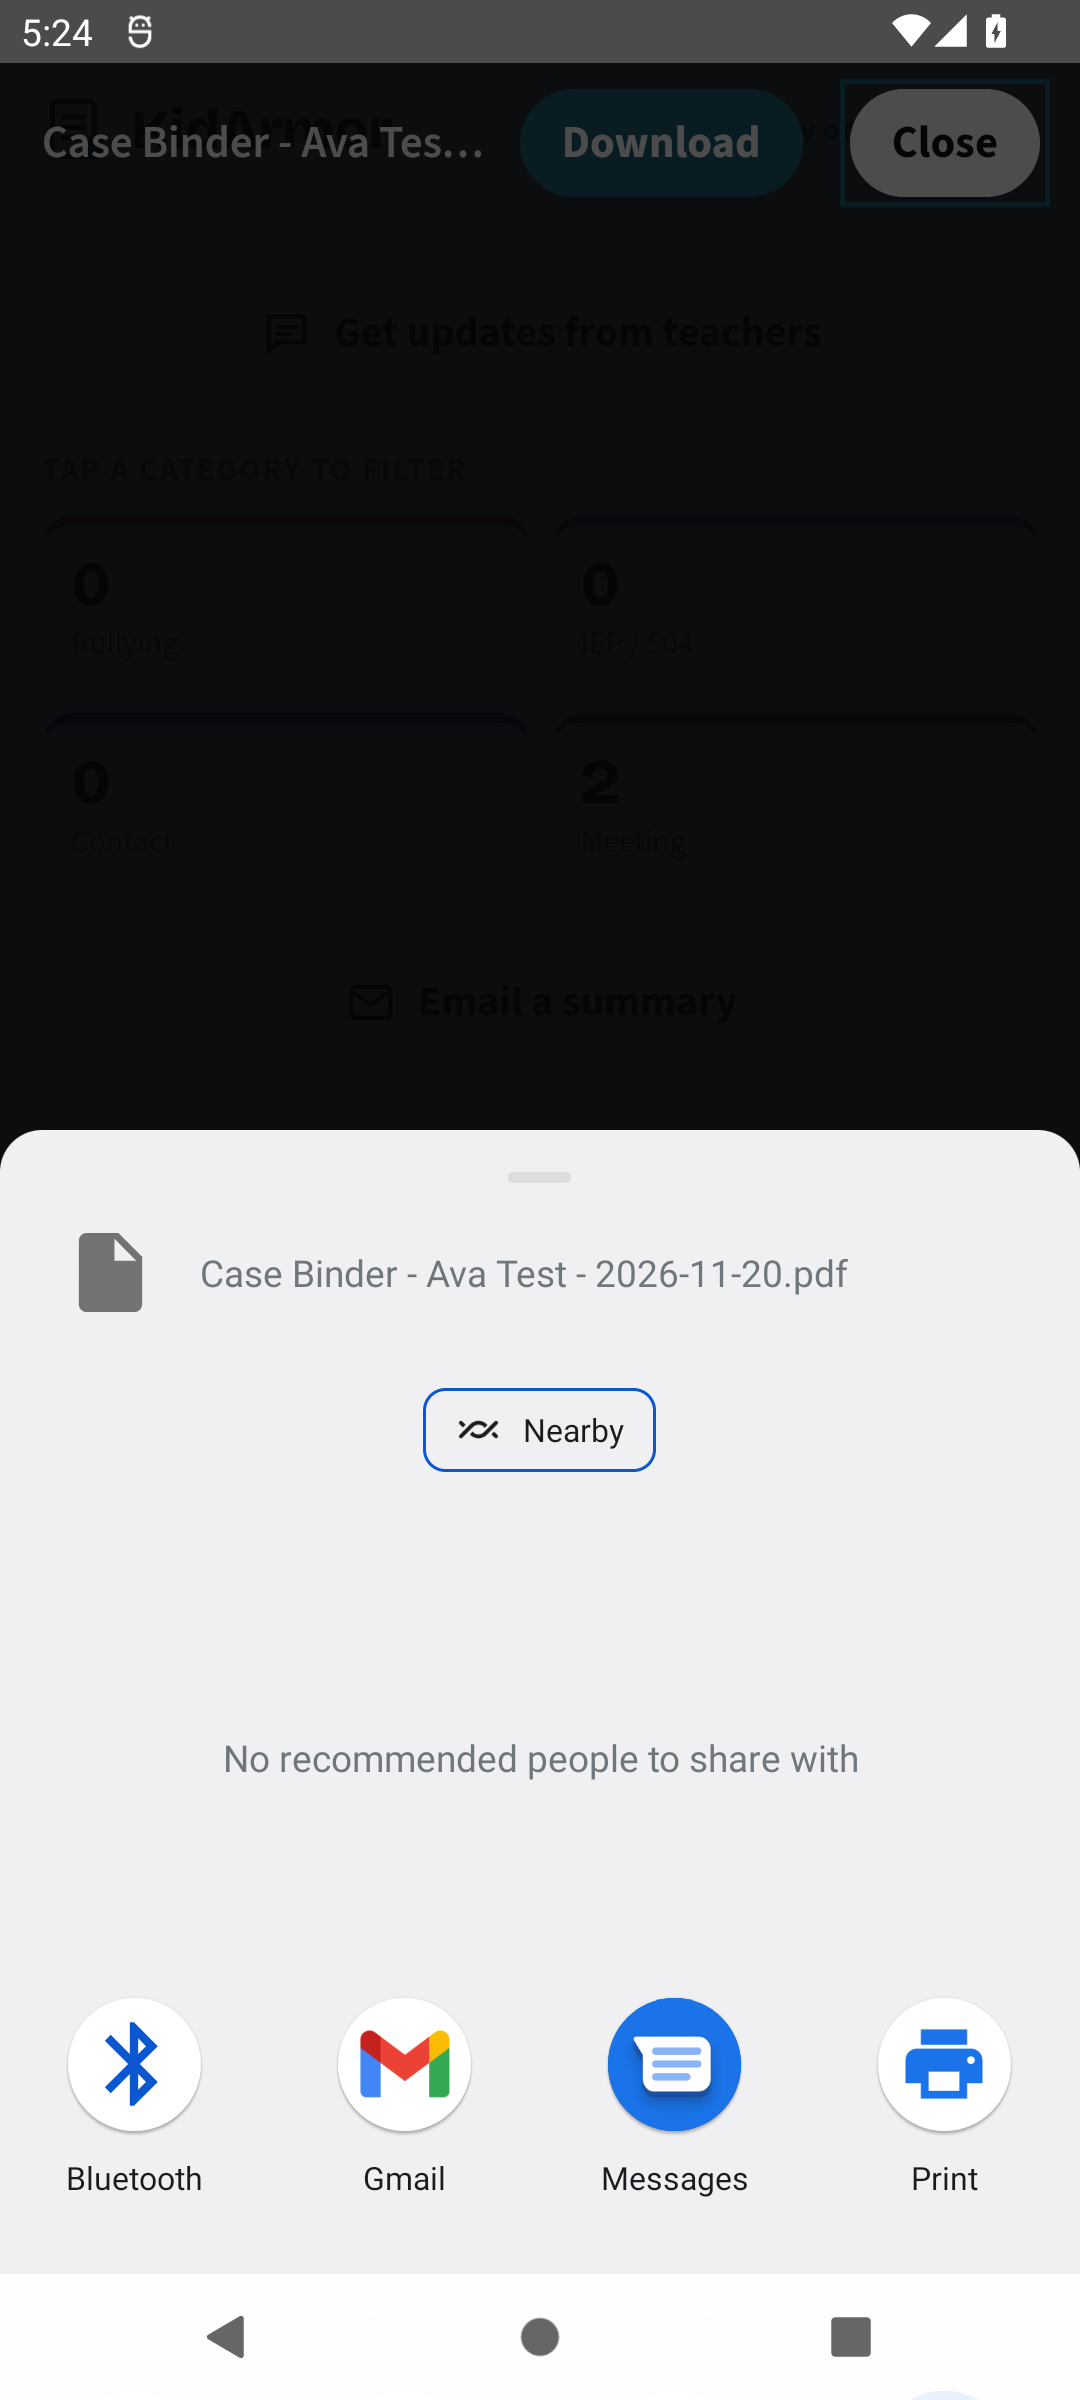 5:24
KidArmor
Case Binder - Ava Tes...
Download
Close
Get updates from teachers
TAP A CATEGORY TO FILTER
0
Bullying
0
IEP / 504
0
Contact
2
Meeting
Email a summary
Case Binder - Ava Test - 2026-11-20.pdf
Nearby
No recommended people to share with
Bluetooth
Gmail
Messages
Print